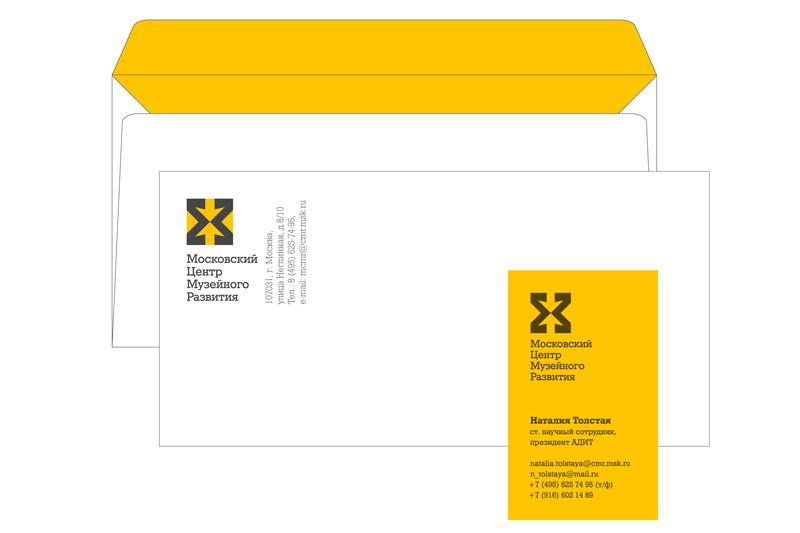 Московский
Центр
Музейного
Развития
107031, г. Москва,
улица Неглинная, д 8/10
Тел.: 8 (495) 625-74-95,
e-mail: mcmr@cmr.msk.ru
Московский
Центр
Музейного
Развития
Наталия Толстая
ст. научный сотрудник,
президент АДИТ
natalia.tolstaya@cmr.msk.ru
n_tolstaya@mail.ru
+7 (495) 625 74 95 (т/ф)
+7 (916) 602 14 89